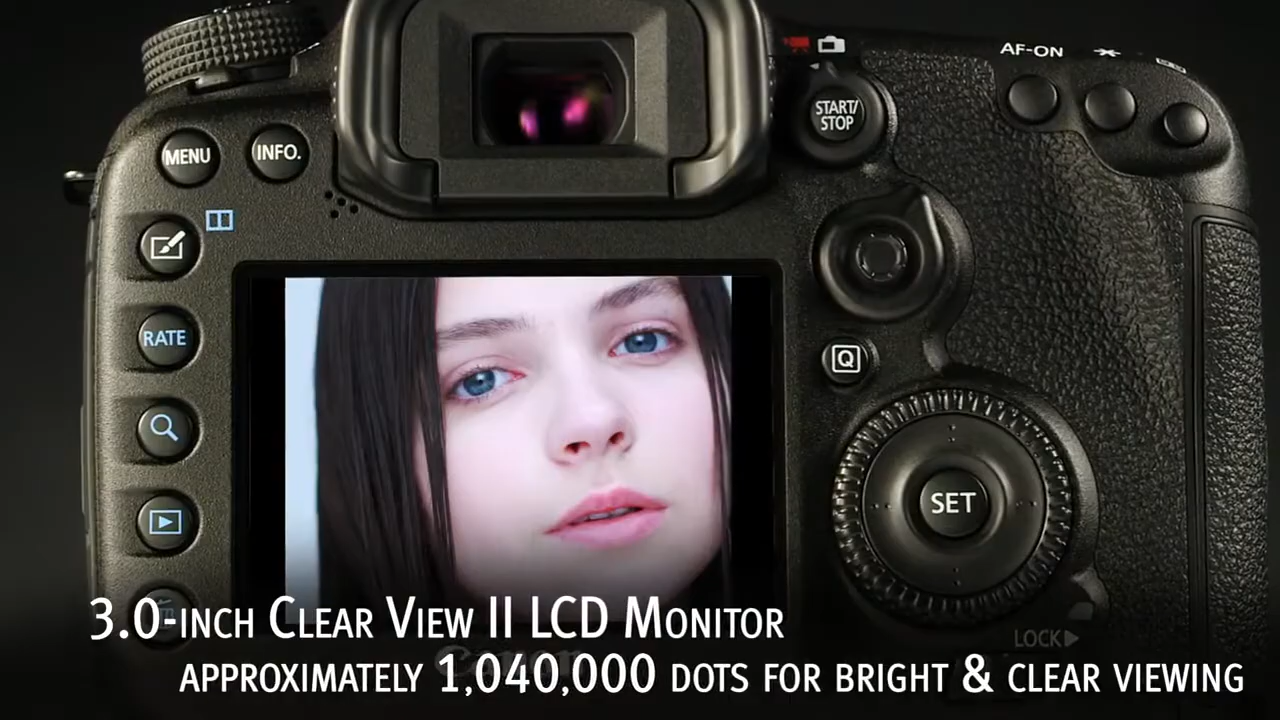 AF-ON
START/
STOP
MENU
INFO.
RATE
Q
SET
3.0-inch Clear View II LCD Monitor
LOCK
Canon
approximately 1,040,000 dots for bright & clear viewing